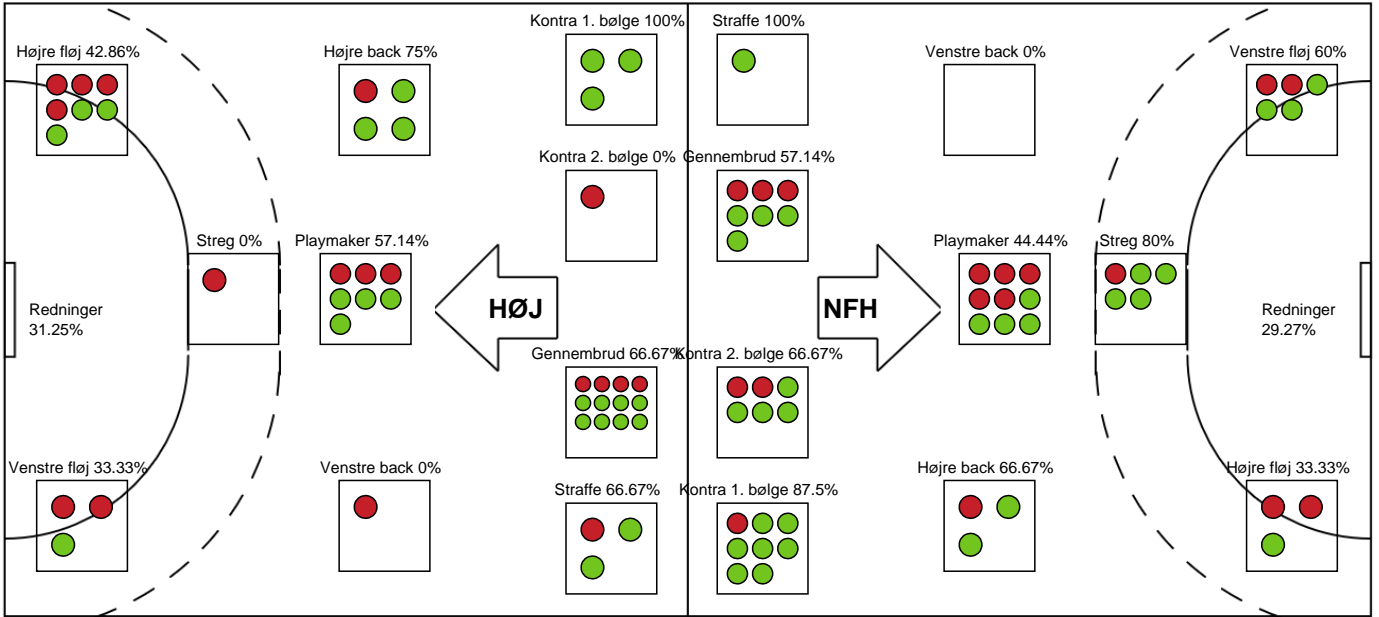 Kontra 1. bølge 100%
Straffe 100%
Højre fløj 42.86%
Højre back 75%
Venstre back 0%
Venstre fløj 60%
Kontra 2. bølge 0%
Gennembrud 57.14%
Streg 0%
Playmaker 57.14%
Playmaker 44.44%
Streg 80%
Redninger
31.25%
HØJ
NFH
Redninger
29.27%
Gennembrud 66.67%
Kontra 2. bølge 66.67%
Venstre fløj 33.33%
Venstre back 0%
Højre back 66.67%
Højre fløj 33.33%
Straffe 66.67%
Kontra 1. bølge 87.5%